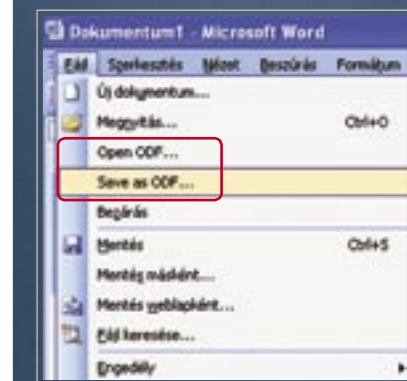 Dokumentum1 - Microsoft Word
Fájl Szerkesztés Nézet Beszúrás Formátum
Új dokumentum...
Megnyitás... Ctrl+O
Open ODF...
Save as ODF...
Bezárás
Mentés Ctrl+S
Mentés másként...
Mentés weblapként...
Fájl keresése...
Engedély